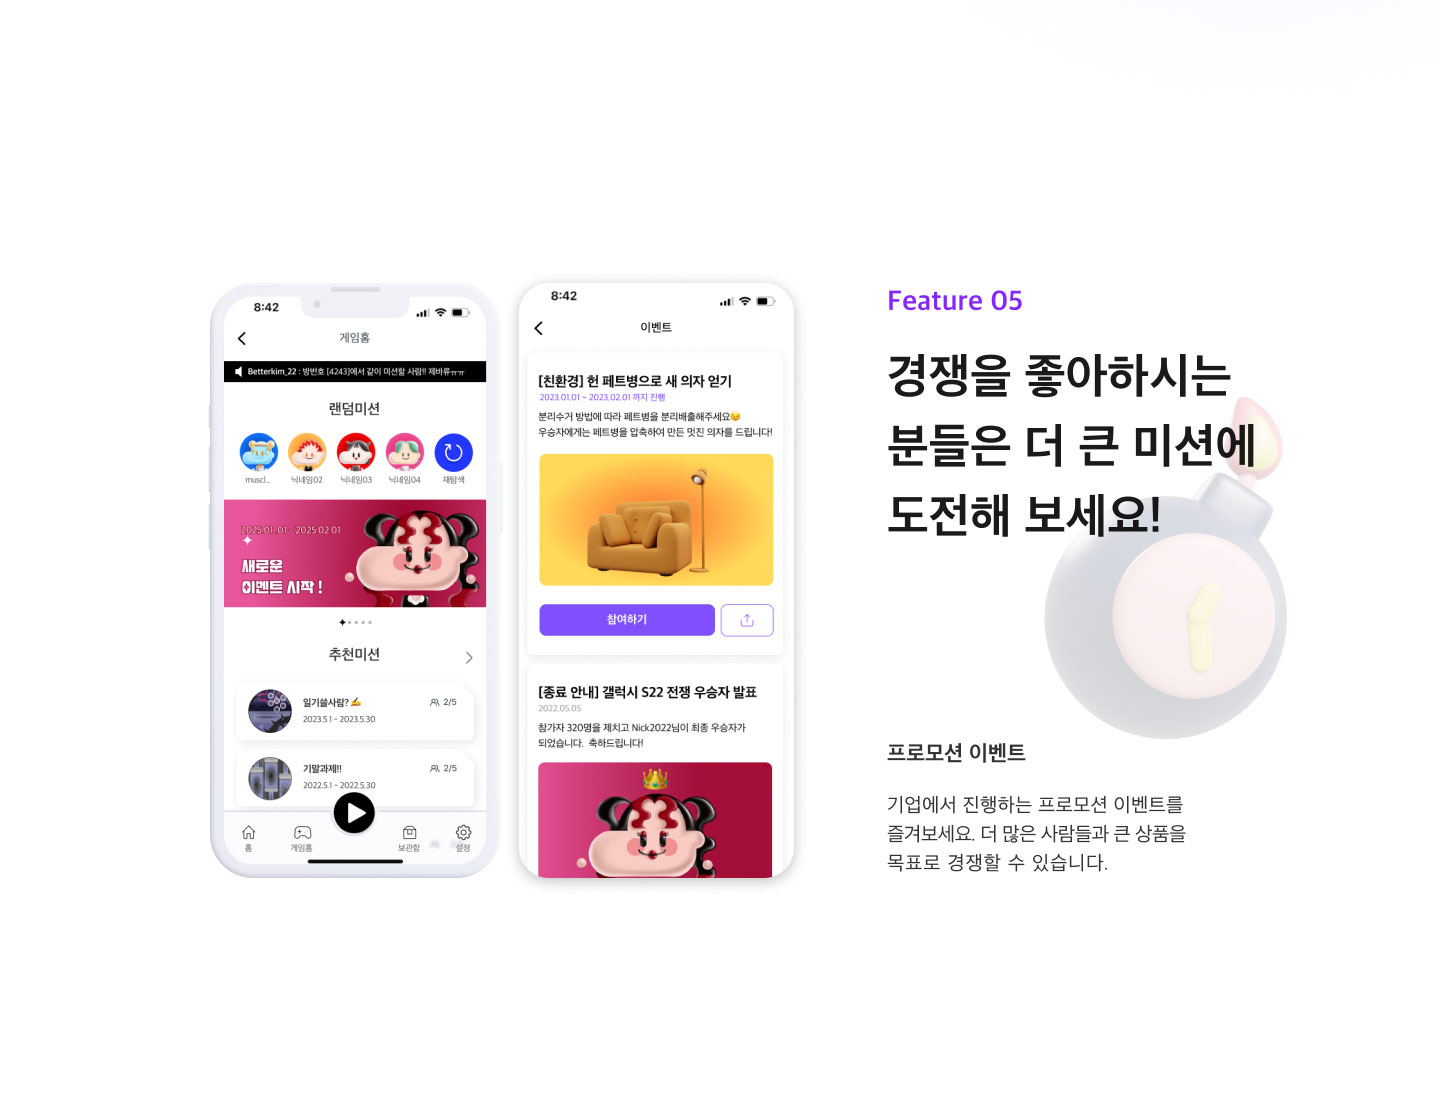 8:42
게임홈
Betterkim_22 : 방번호 [4243]에서 같이 미션할 사람!! 제바류ㅠㅠ
랜덤미션
muscl...
닉네임02
닉네임03
닉네임04
재탐색
2025.01.01 - 2025.02.01
새로운
이벤트 시작 !
추천미션
일기쓸사람? ✍
2/5
2023.5.1 ~ 2023.5.30
기말과제!!
2/5
2022.5.1 ~ 2022.5.30
홈
게임홈
보관함
설정
8:42
이벤트
[친환경] 헌 페트병으로 새 의자 얻기
2023.01.01 ~ 2023.02.01 까지 진행
분리수거 방법에 따라 페트병을 분리배출해주세요😉
우승자에게는 페트병을 압축하여 만든 멋진 의자를 드립니다!
참여하기
[종료 안내] 갤럭시 S22 전쟁 우승자 발표
2022.05.05
참가자 320명을 제치고 Nick2022님이 최종 우승자가
되었습니다. 축하드립니다!
Feature 05
경쟁을 좋아하시는
분들은 더 큰 미션에
도전해 보세요!
프로모션 이벤트
기업에서 진행하는 프로모션 이벤트를
즐겨보세요. 더 많은 사람들과 큰 상품을
목표로 경쟁할 수 있습니다.